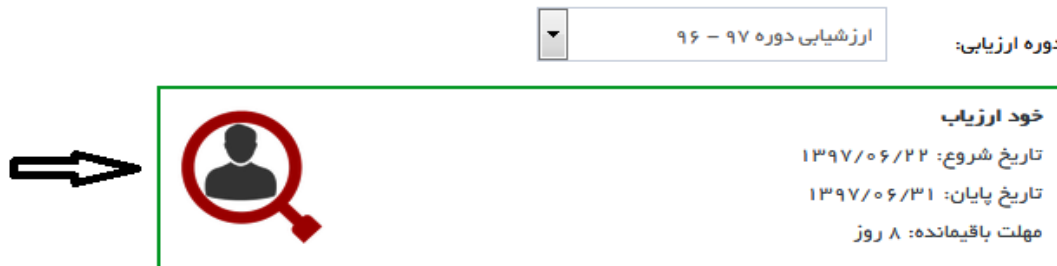 دوره ارزیابی: ارزشیابی دوره ۹۷ – ۹۶
خود ارزیاب
تاریخ شروع: ۱۳۹۷/۰۶/۲۲
تاریخ پایان: ۱۳۹۷/۰۶/۳۱
مهلت باقیمانده: ۸ روز